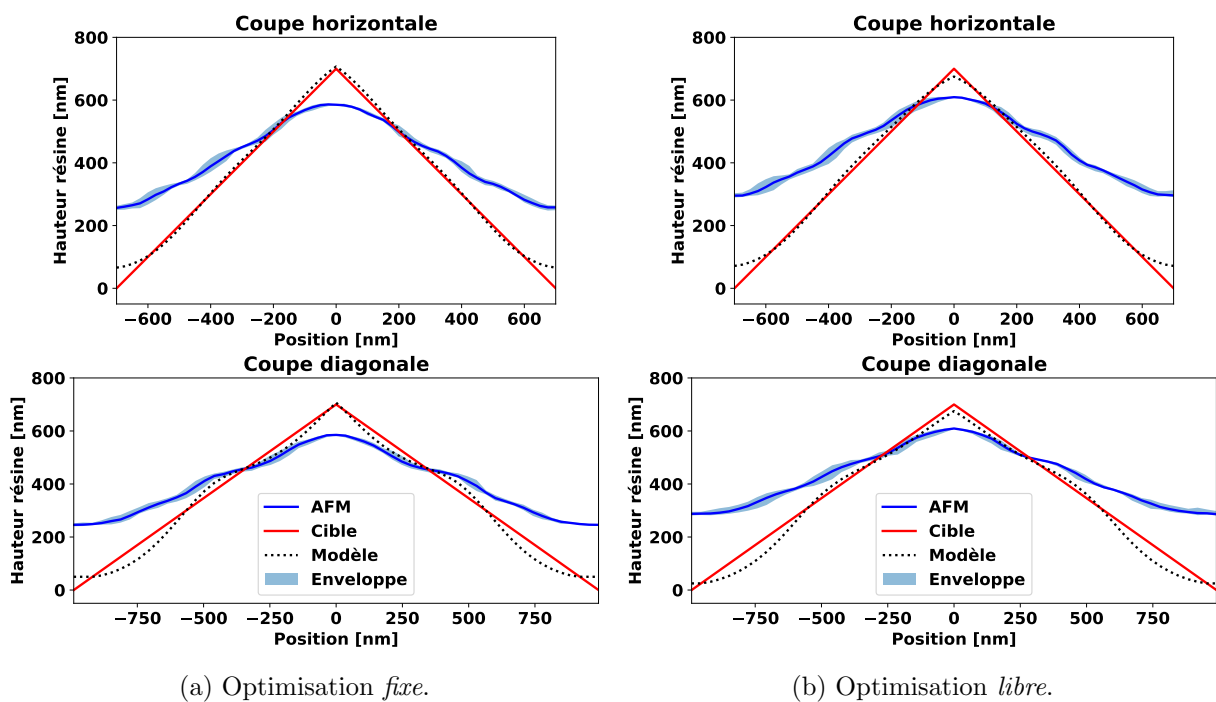 Coupe horizontale
Hauteur résine [nm]
800
600
400
200
0
−600 −400 −200 0 200 400 600
Position [nm]
Coupe diagonale
Hauteur résine [nm]
800
600
400
200
0
AFM
Cible
Modèle
Enveloppe
−750 −500 −250 0 250 500 750
Position [nm]
(a) Optimisation fixe.
Coupe horizontale
Hauteur résine [nm]
800
600
400
200
0
−600 −400 −200 0 200 400 600
Position [nm]
Coupe diagonale
Hauteur résine [nm]
800
600
400
200
0
AFM
Cible
Modèle
Enveloppe
−750 −500 −250 0 250 500 750
Position [nm]
(b) Optimisation libre.